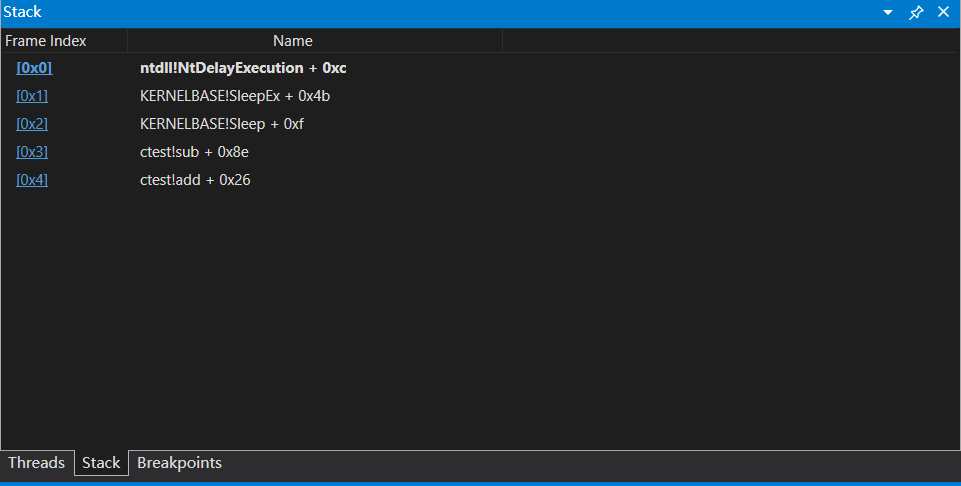 Stack
Frame Index Name
[0x0] ntdll!NtDelayExecution + 0xc
[0x1] KERNELBASE!SleepEx + 0x4b
[0x2] KERNELBASE!Sleep + 0xf
[0x3] ctest!sub + 0x8e
[0x4] ctest!add + 0x26
Threads Stack Breakpoints